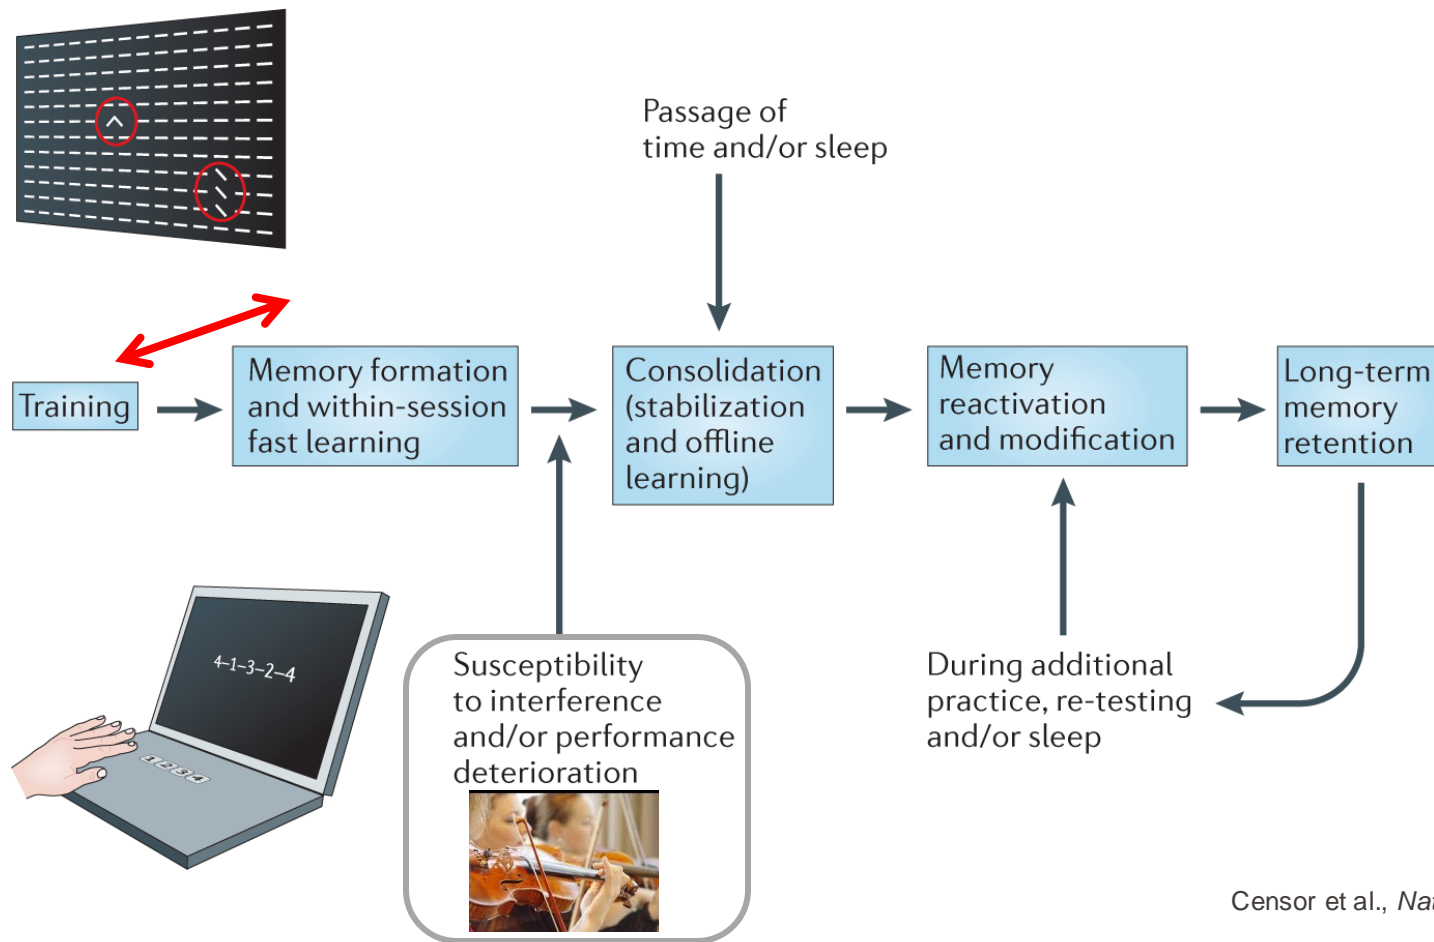 Passage of
time and/or sleep
Training
Memory formation
and within-session
fast learning
Consolidation
(stabilization
and offline
learning)
Memory
reactivation
and modification
Long-term
memory
retention
4–1–3–2–4
1 2 3 4
Susceptibility
to interference
and/or performance
deterioration
During additional
practice, re-testing
and/or sleep
Censor et al.,